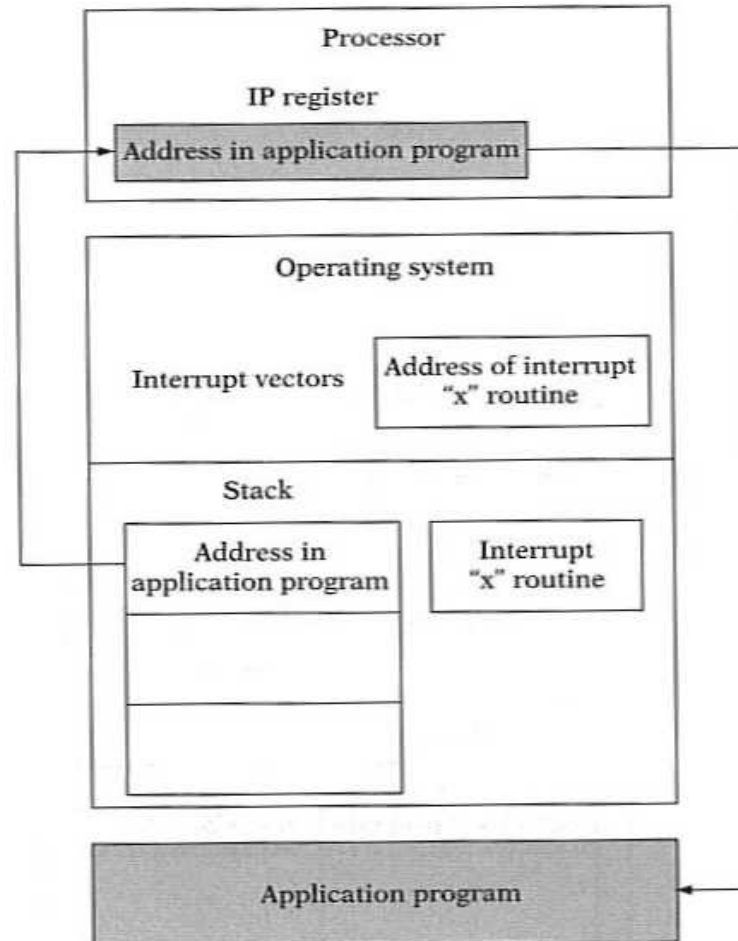 Processor
IP register
Address in application program
Operating system
Interrupt vectors
Address of interrupt
“x” routine
Stack
Address in
application program
Interrupt
“x” routine
Application program